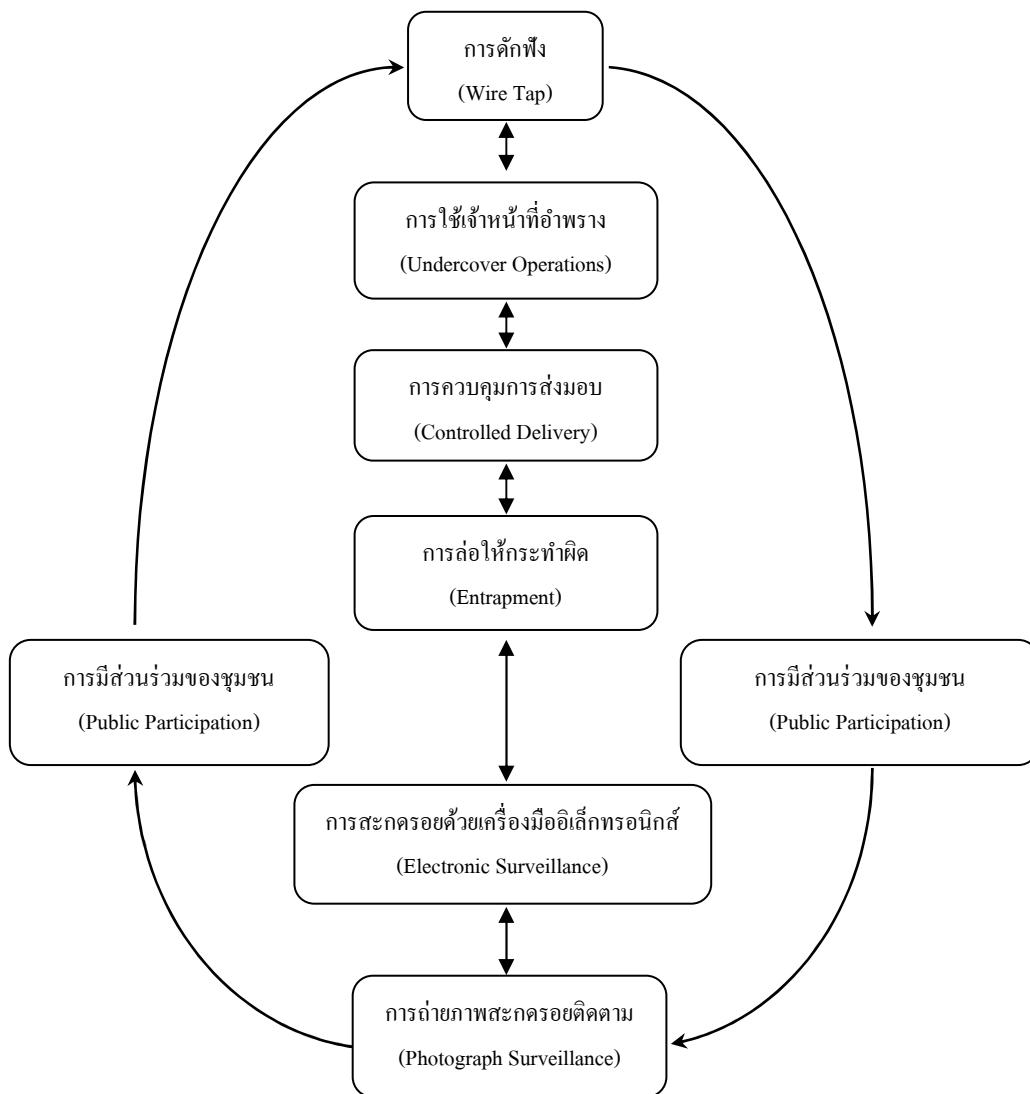 การดักฟัง
(Wire Tap)
การใช้เจ้าหน้าที่อำพราง
(Undercover Operations)
การควบคุมการส่งมอบ
(Controlled Delivery)
การล่อให้กระทำผิด
(Entrapment)
การมีส่วนร่วมของชุมชน
(Public Participation)
การมีส่วนร่วมของชุมชน
(Public Participation)
การสะกดรอยด้วยเครื่องมืออิเล็กทรอนิกส์
(Electronic Surveillance)
การถ่ายภาพสะกดรอยติดตาม
(Photograph Surveillance)